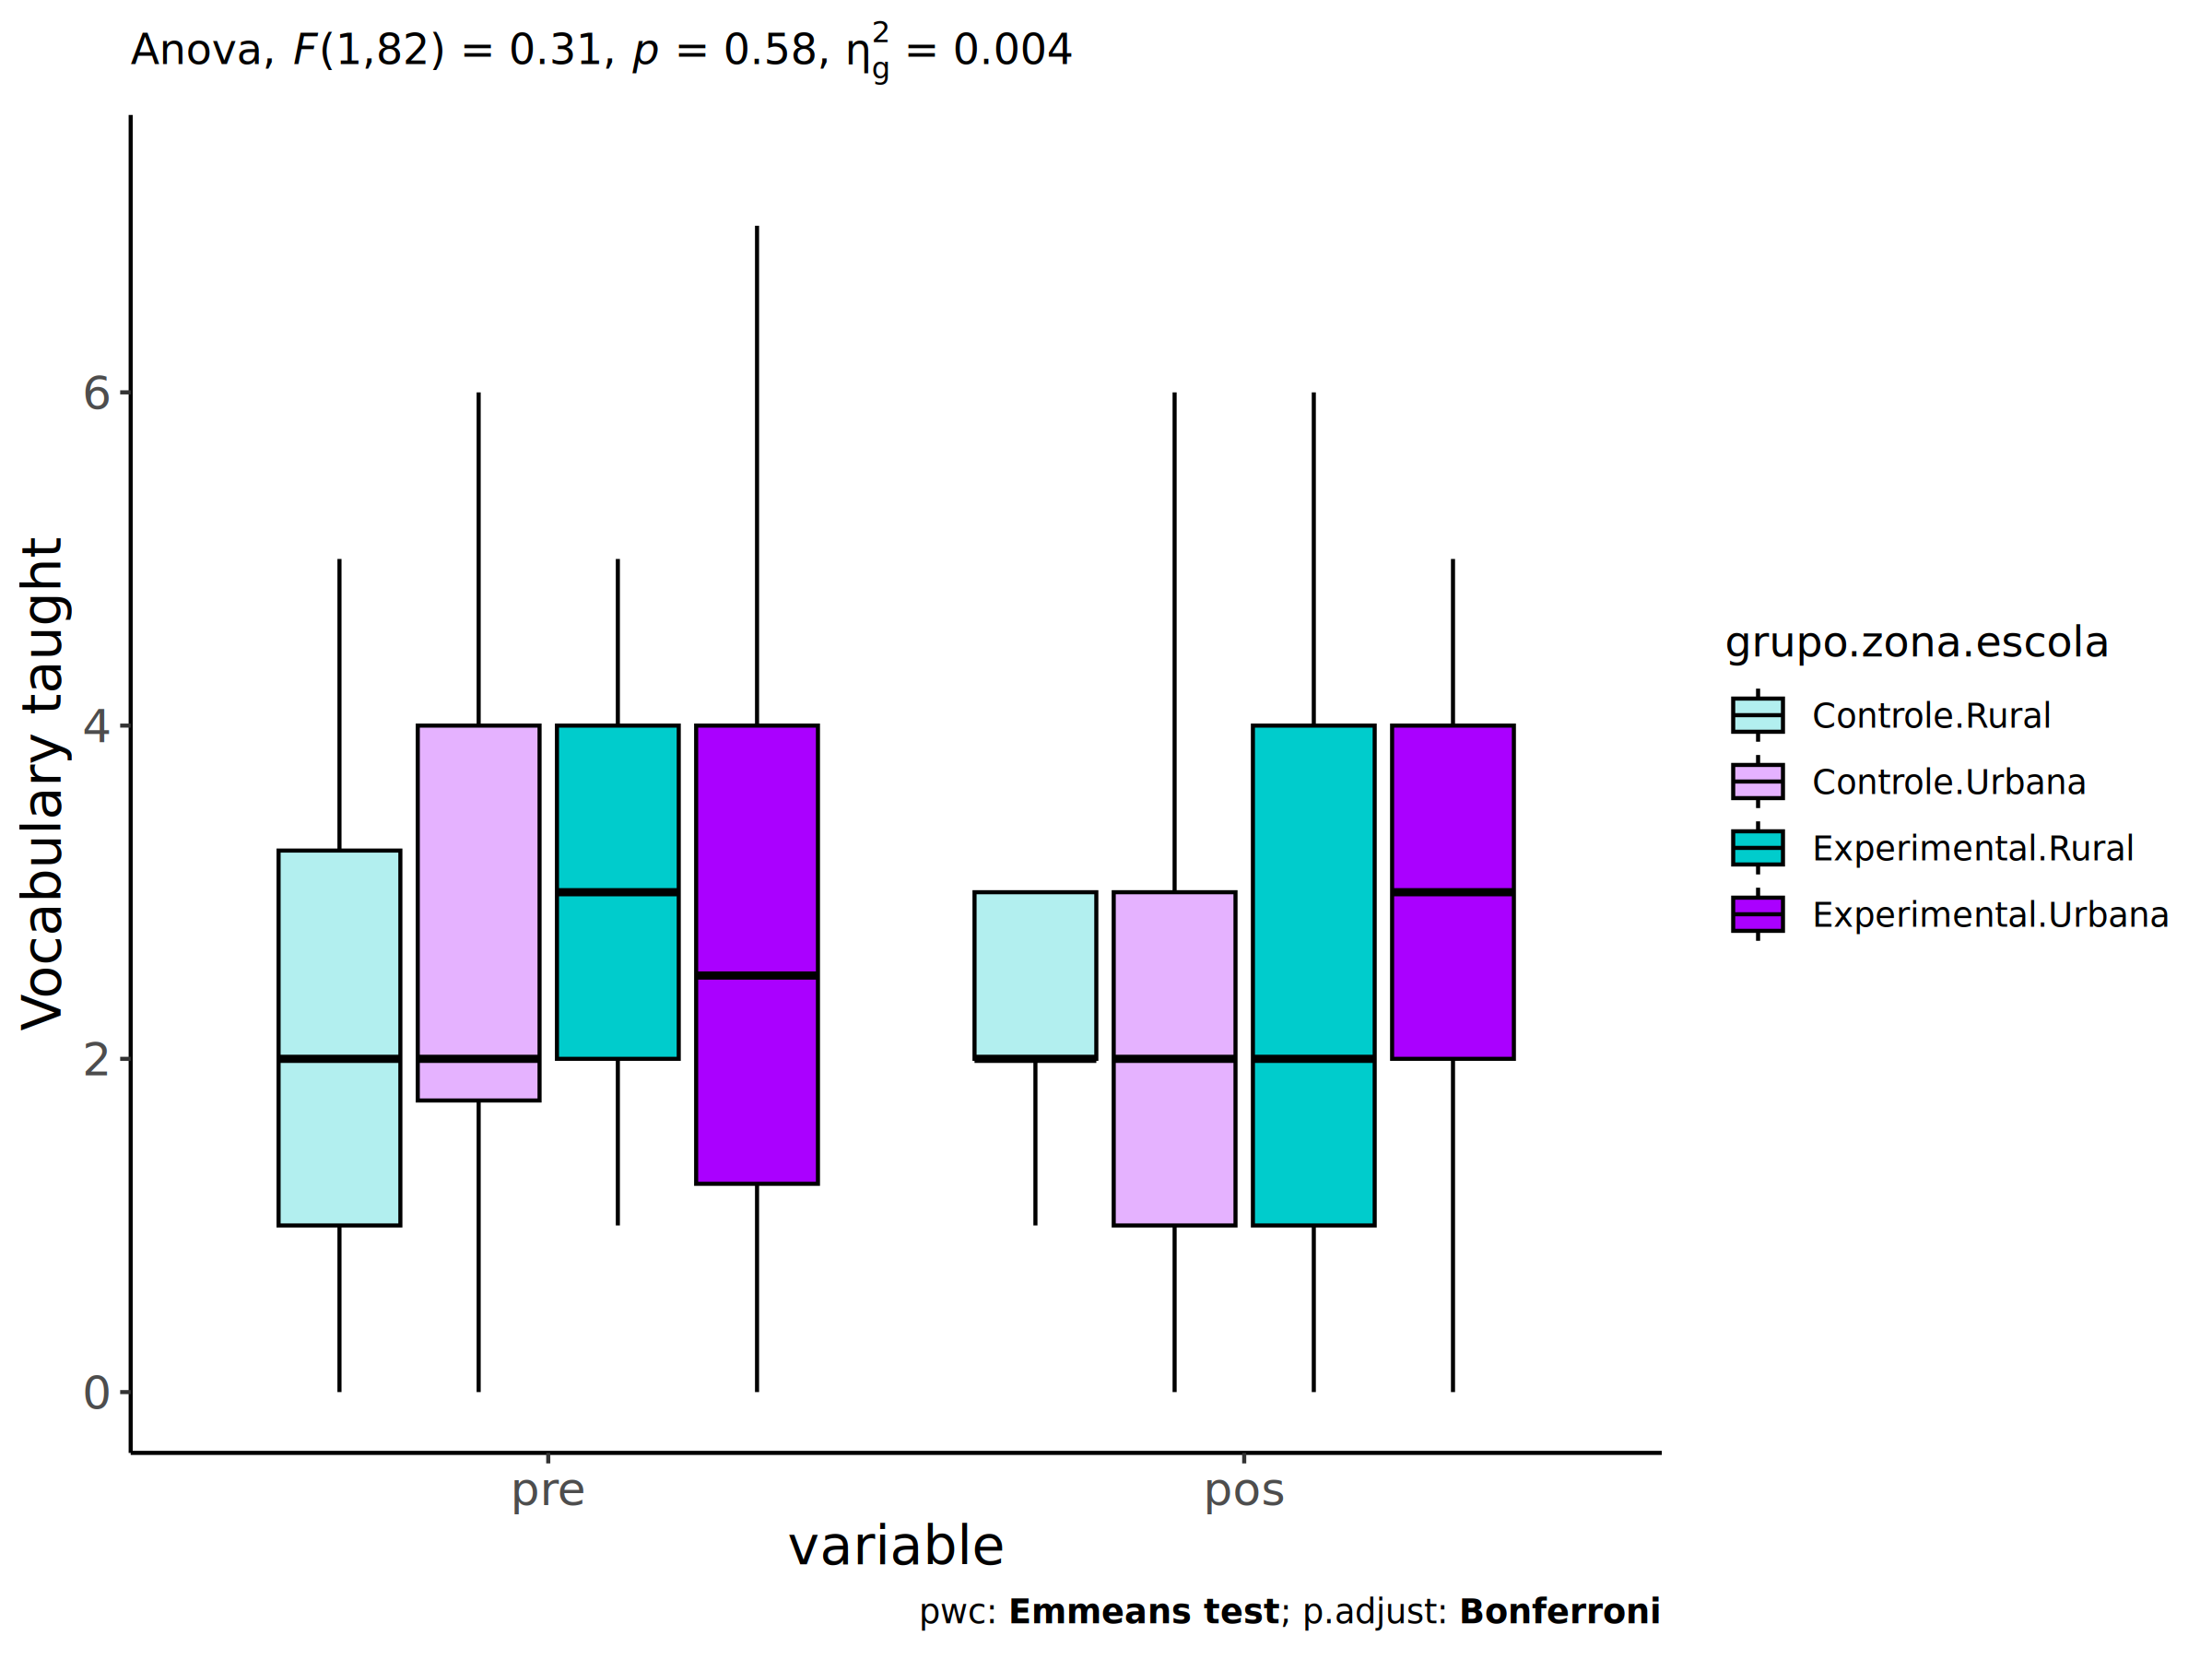 Anova, F(1,82) = 0.31, p = 0.58, η²g = 0.004
Vocabulary taught
6
4
2
0
pre
pos
variable
grupo.zona.escola
Controle.Rural
Controle.Urbana
Experimental.Rural
Experimental.Urbana
pwc: Emmeans test; p.adjust: Bonferroni